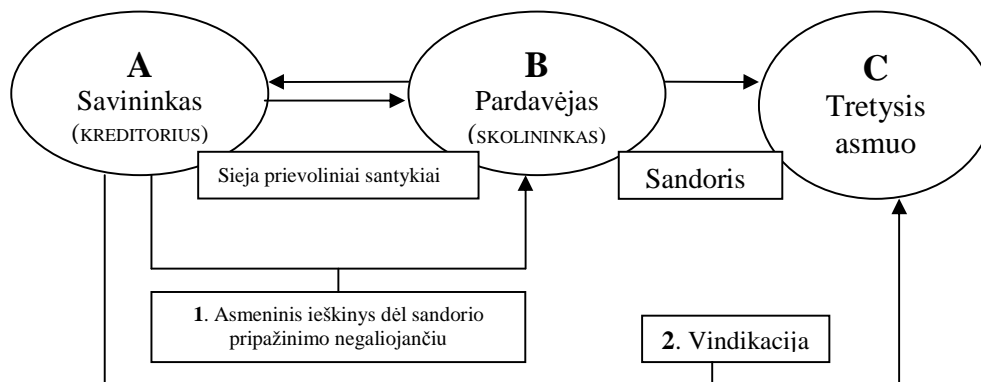 A
Savininkas
(KREDITORIUS)
B
Pardavėjas
(SKOLININKAS)
C
Tretysis
asmuo
Sieja prievoliniai santykiai
Sandoris
1. Asmeninis ieškinys dėl sandorio
pripažinimo negaliojančiu
2. Vindikacija